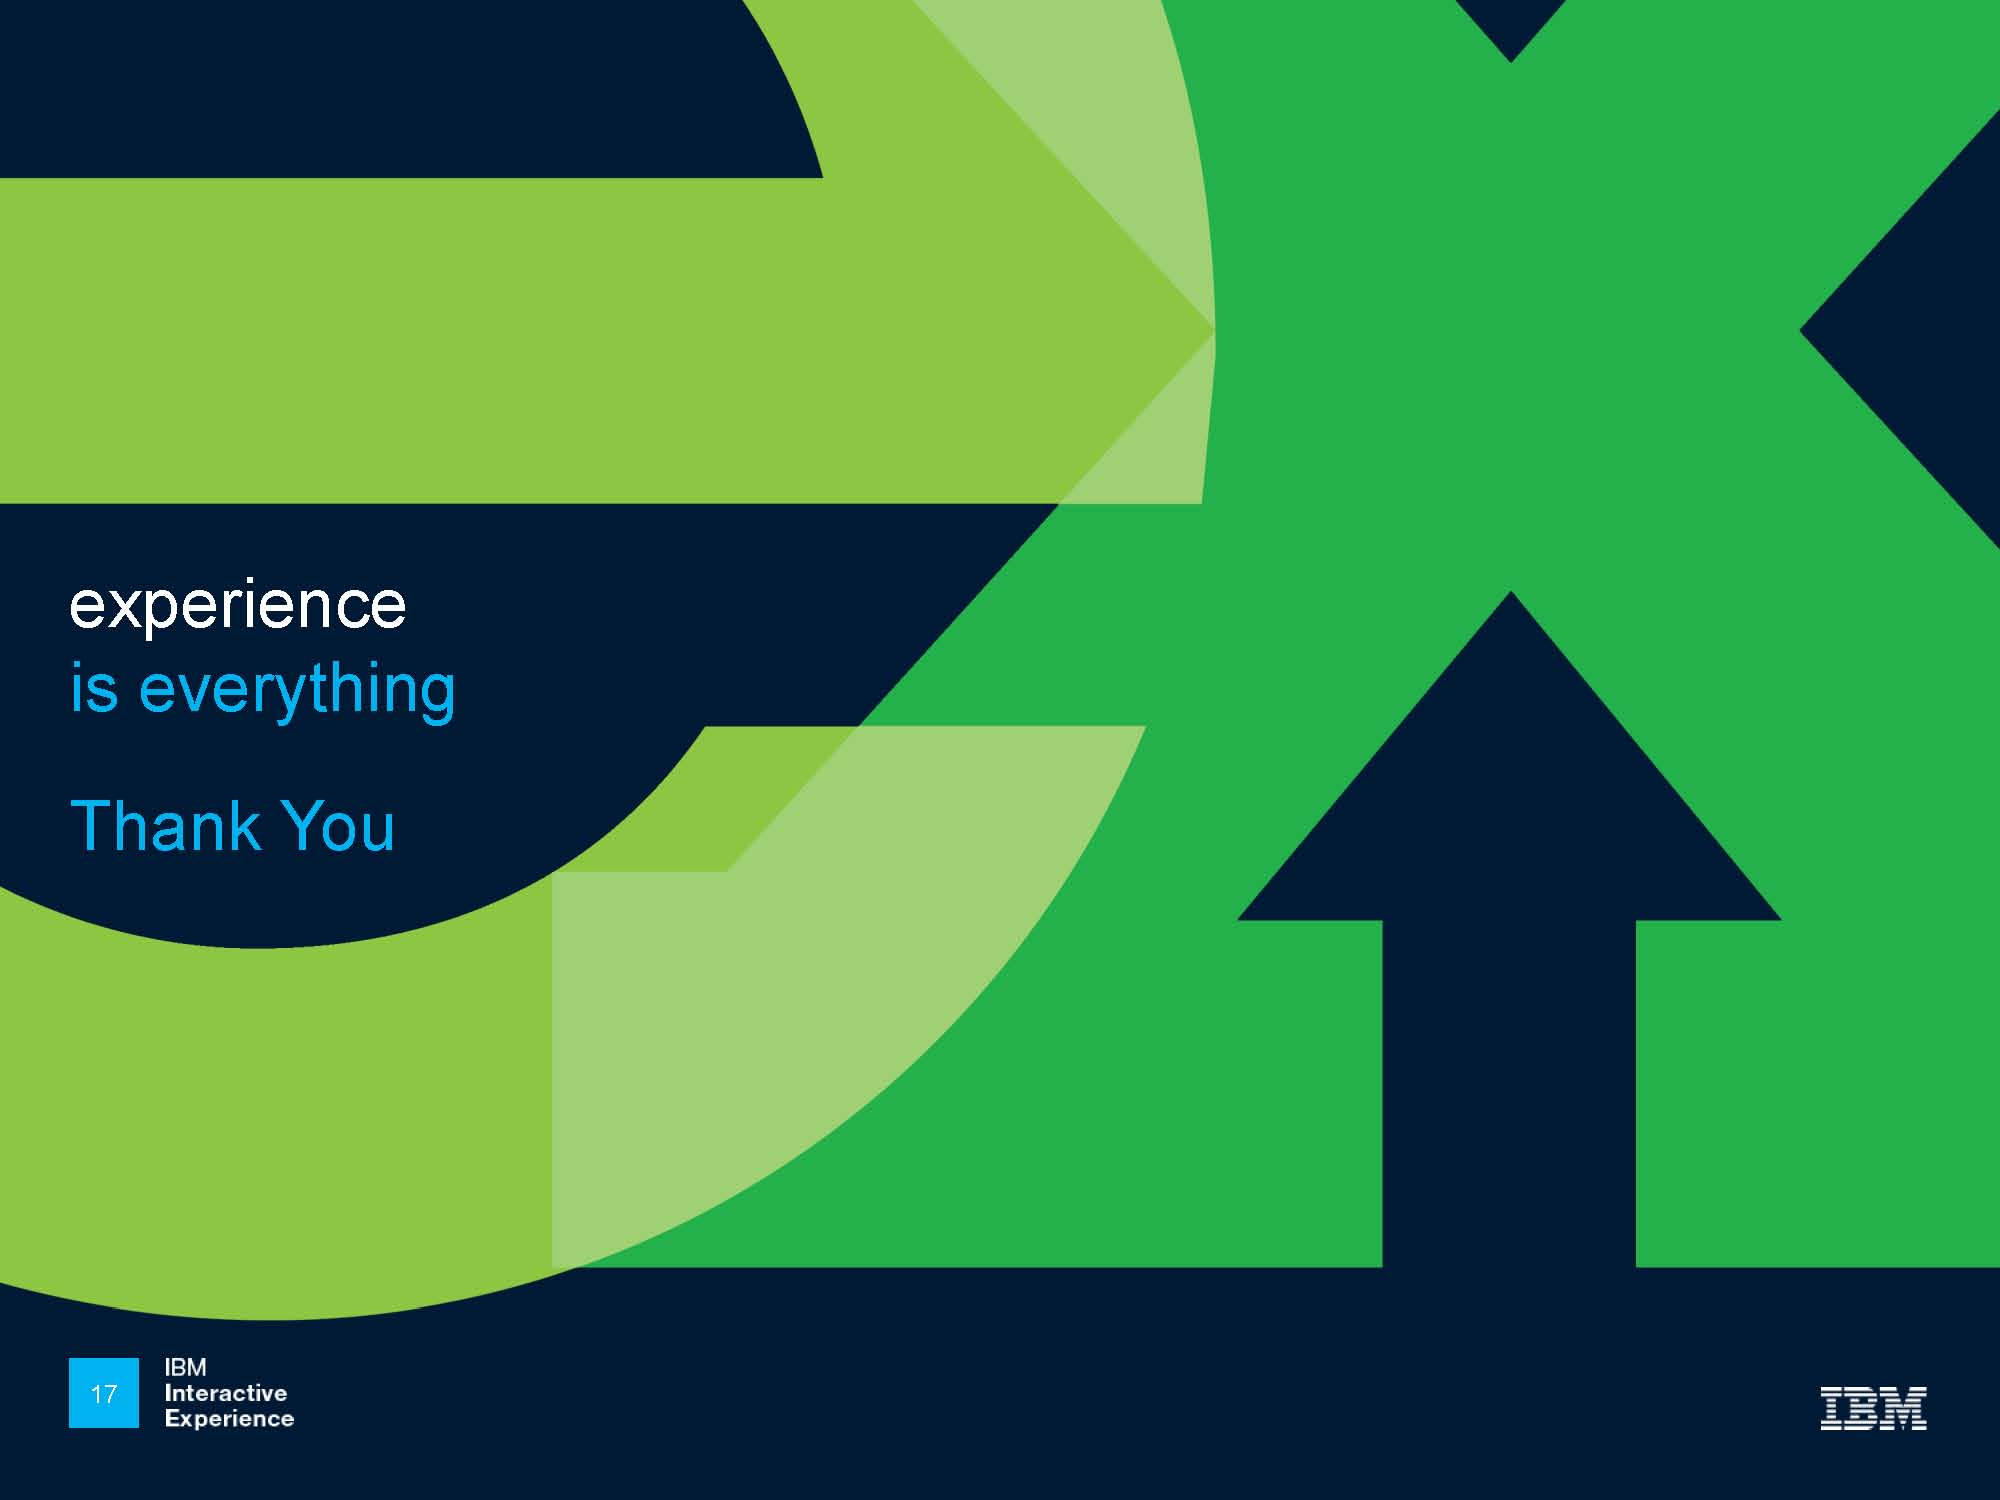 experience
is everything
Thank You
17
IBM
Interactive
Experience
IBM